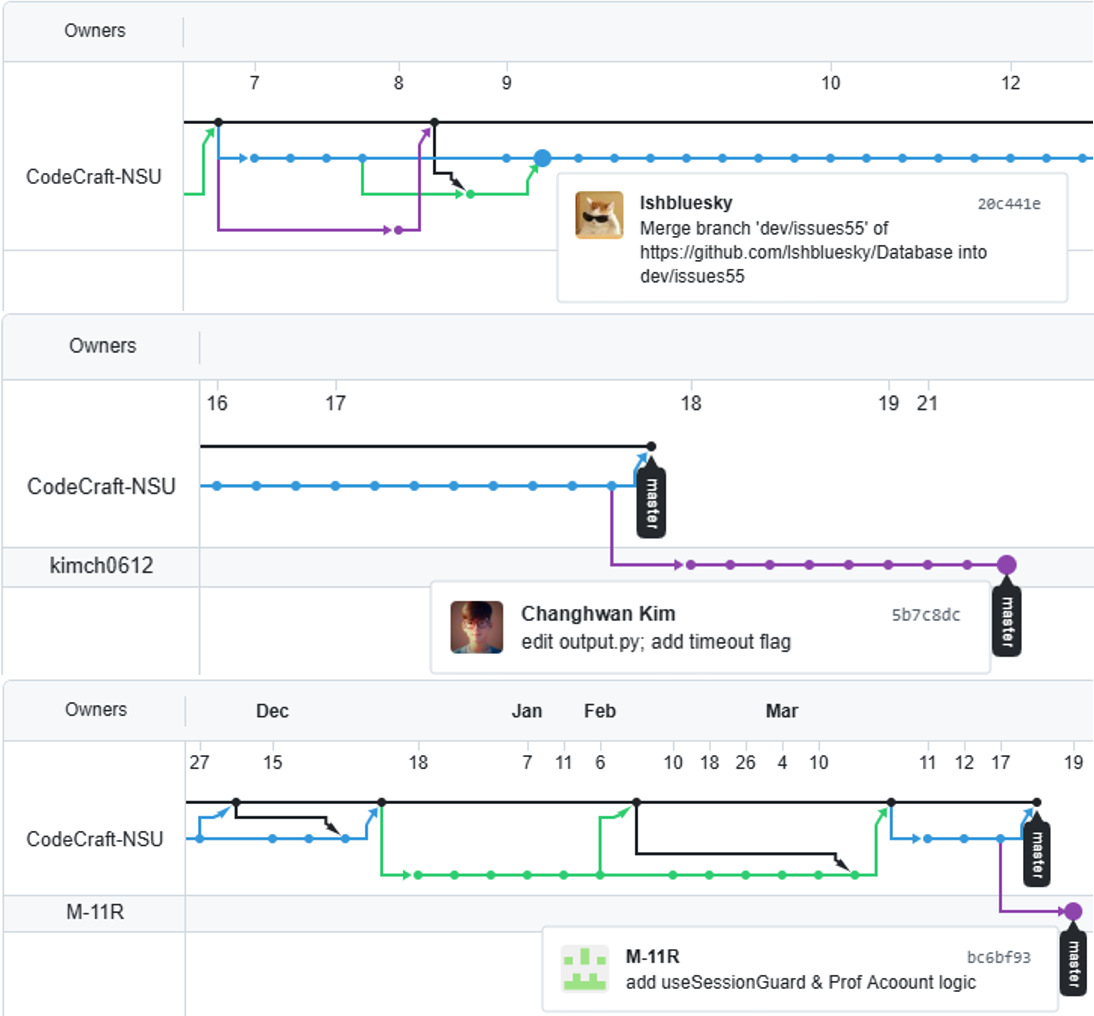 Owners
7 8 9 10 12
CodeCraft-NSU
lshbluesky 20c441e
Merge branch 'dev/issues55' of
https://github.com/lshbluesky/Database into
dev/issues55
Owners
16 17 18 19 21
CodeCraft-NSU
master
kimch0612
Changhwan Kim 5b7c8dc
edit output.py; add timeout flag
master
Owners Dec Jan Feb Mar
27 15 18 7 11 6 10 18 26 4 10 11 12 17 19
CodeCraft-NSU
master
M-11R
M-11R bc6bf93
add useSessionGuard & Prof Acoount logic
master